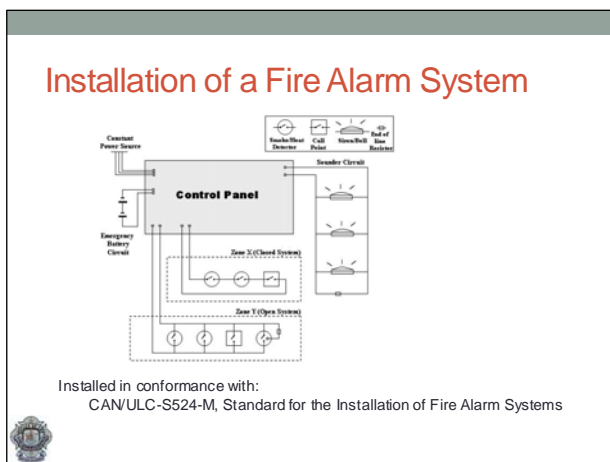 Installation of a Fire Alarm System
Constant
Power Source
Smoke/Heat
Detector
Call
Point
Siren/Bell
End of
line
Resistor
Sounder Circuit
Control Panel
Emergency
Battery
Circuit
Zone X (Closed System)
Zone Y (Open System)
Installed in conformance with:
CAN/ULC-S524-M, Standard for the Installation of Fire Alarm Systems